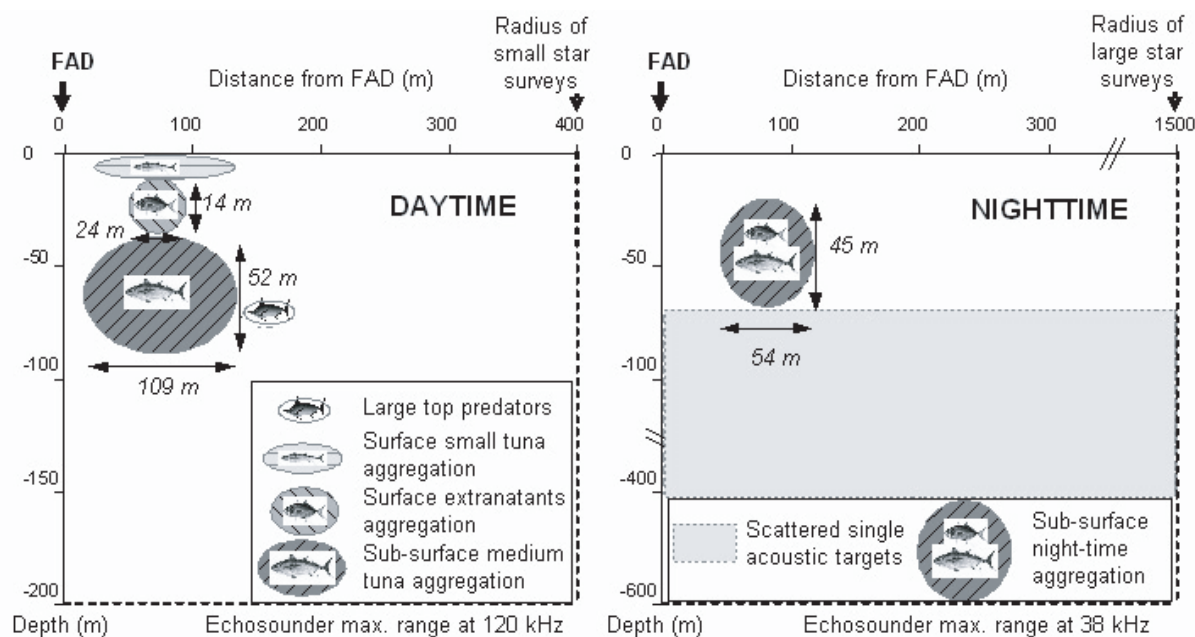 Radius of
small star
surveys
FAD
Distance from FAD (m)
0 100 200 300 400
0
-50
-100
-150
-200
DAYTIME
14 m
24 m
52 m
109 m
Large top predators
Surface small tuna
aggregation
Surface extranatants
aggregation
Sub-surface medium
tuna aggregation
Depth (m) Echosounder max. range at 120 kHz
Radius of
large star
surveys
FAD
Distance from FAD (m)
0 100 200 300 1500
0
-50
-100
-400
-600
NIGHTTIME
45 m
54 m
Scattered single
acoustic targets
Sub-surface
night-time
aggregation
Depth (m) Echosounder max. range at 38 kHz